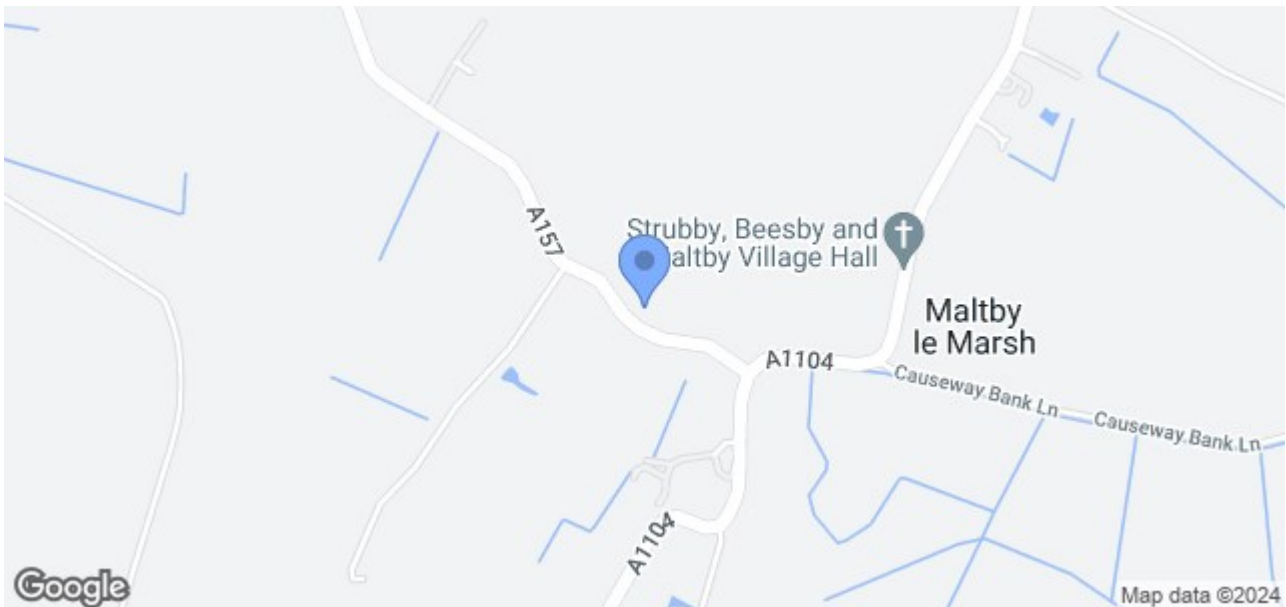 A157
Strubby, Beesby and
altby Village Hall
Maltby
le Marsh
A1104
Causeway Bank Ln
Causeway Bank Ln
A1104
Google
Map data ©2024